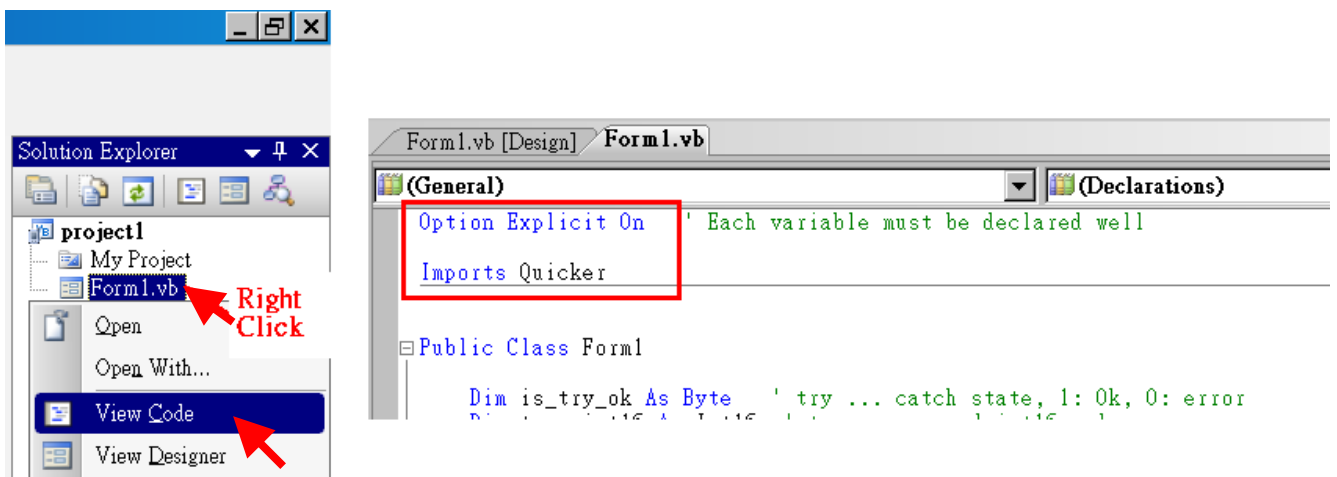 Solution Explorer
project1
My Project
Form1.vb
Right
Click
Open
Open With...
View Code
View Designer
Form1.vb [Design]
Form1.vb
(General)
(Declarations)
Option Explicit On ' Each variable must be declared well
Imports Quicker
Public Class Form1
Dim is_try_ok As Byte ' try ... catch state, 1: Ok, 0: error